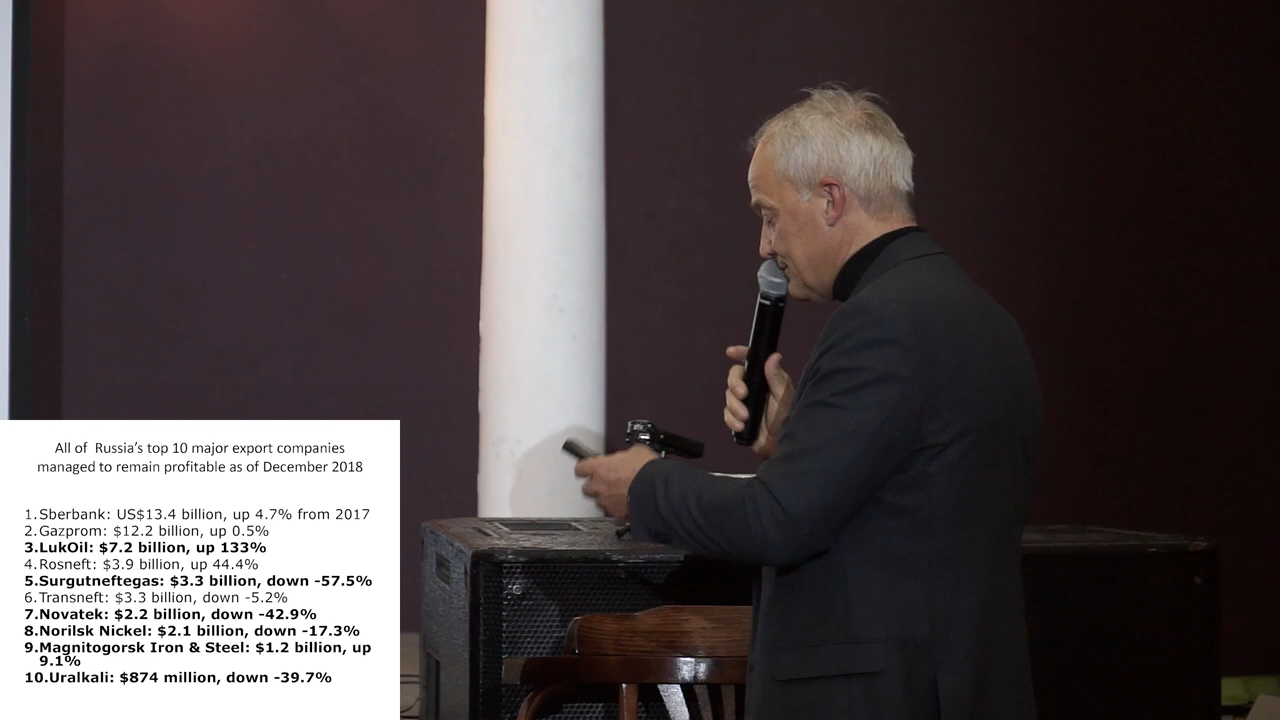 All of Russia's top 10 major export companies
managed to remain profitable as of December 2018
1.Sberbank: US$13.4 billion, up 4.7% from 2017
2.Gazprom: $12.2 billion, up 0.5%
3.LukOil: $7.2 billion, up 133%
4.Rosneft: $3.9 billion, up 44.4%
5.Surgutneftegas: $3.3 billion, down -57.5%
6.Transneft: $3.3 billion, down -5.2%
7.Novatek: $2.2 billion, down -42.9%
8.Norilsk Nickel: $2.1 billion, down -17.3%
9.Magnitogorsk Iron & Steel: $1.2 billion, up
9.1%
10.Uralkali: $874 million, down -39.7%